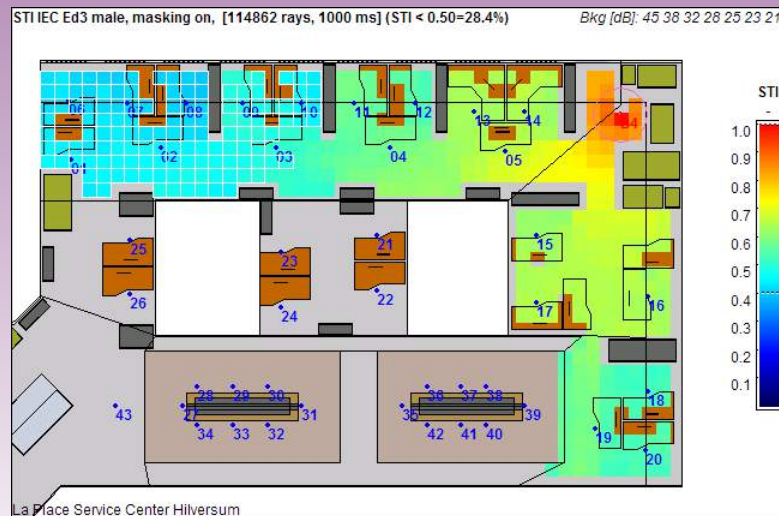 STI IEC Ed3 male, masking on, [114862 rays, 1000 ms] (STI < 0.50=28.4%)
Bkg [dB]: 45 38 32 28 25 23 21
STI
1.0
0.9
0.8
0.7
0.6
0.5
0.4
0.3
0.2
0.1
06 07 08 09 10 11 12 13 14
01 02 03 04 05
25 23 21 15
26 24 22 17 16
28 29 30 36 37 38 18
43 27 31 35 39
34 33 32 42 41 40 19
20
La Place Service Center Hilversum